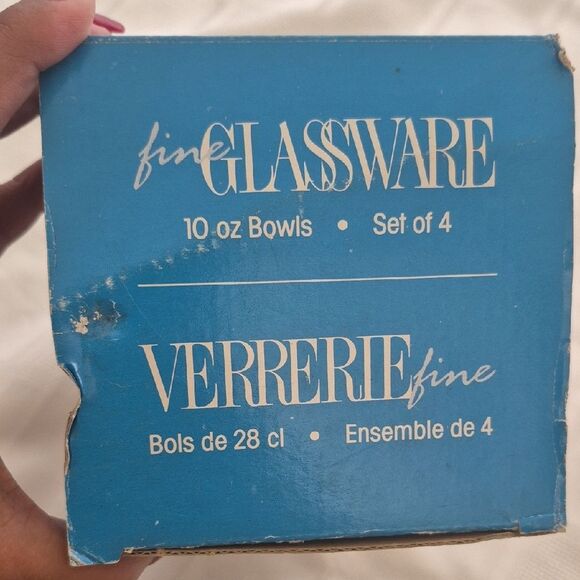 fine GLASSWARE
10 oz Bowls • Set of 4
VERRERIE fine
Bols de 28 cl • Ensemble de 4